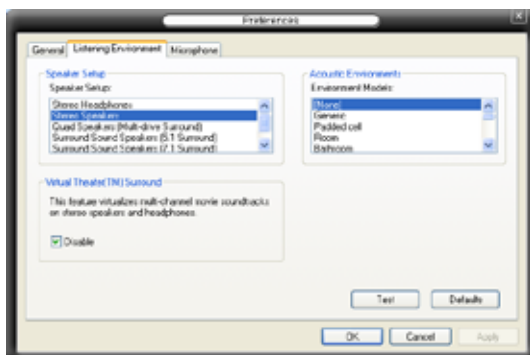 Preferences
General Listening Environment Microphone
Speaker Setup
Speaker Setup:
Stereo Headphones
Stereo Speakers
Quad Speakers (Multi-drive Surround)
Surround Sound Speakers (5.1 Surround)
Surround Sound Speakers (7.1 Surround)
Acoustic Environments
Environment Models:
(None)
Generic
Padded cell
Room
Bathroom
Virtual Theater(TM) Surround
This feature virtualizes multi-channel movie soundtracks
on stereo speakers and headphones.
Disable
Test Defaults
OK Cancel Apply